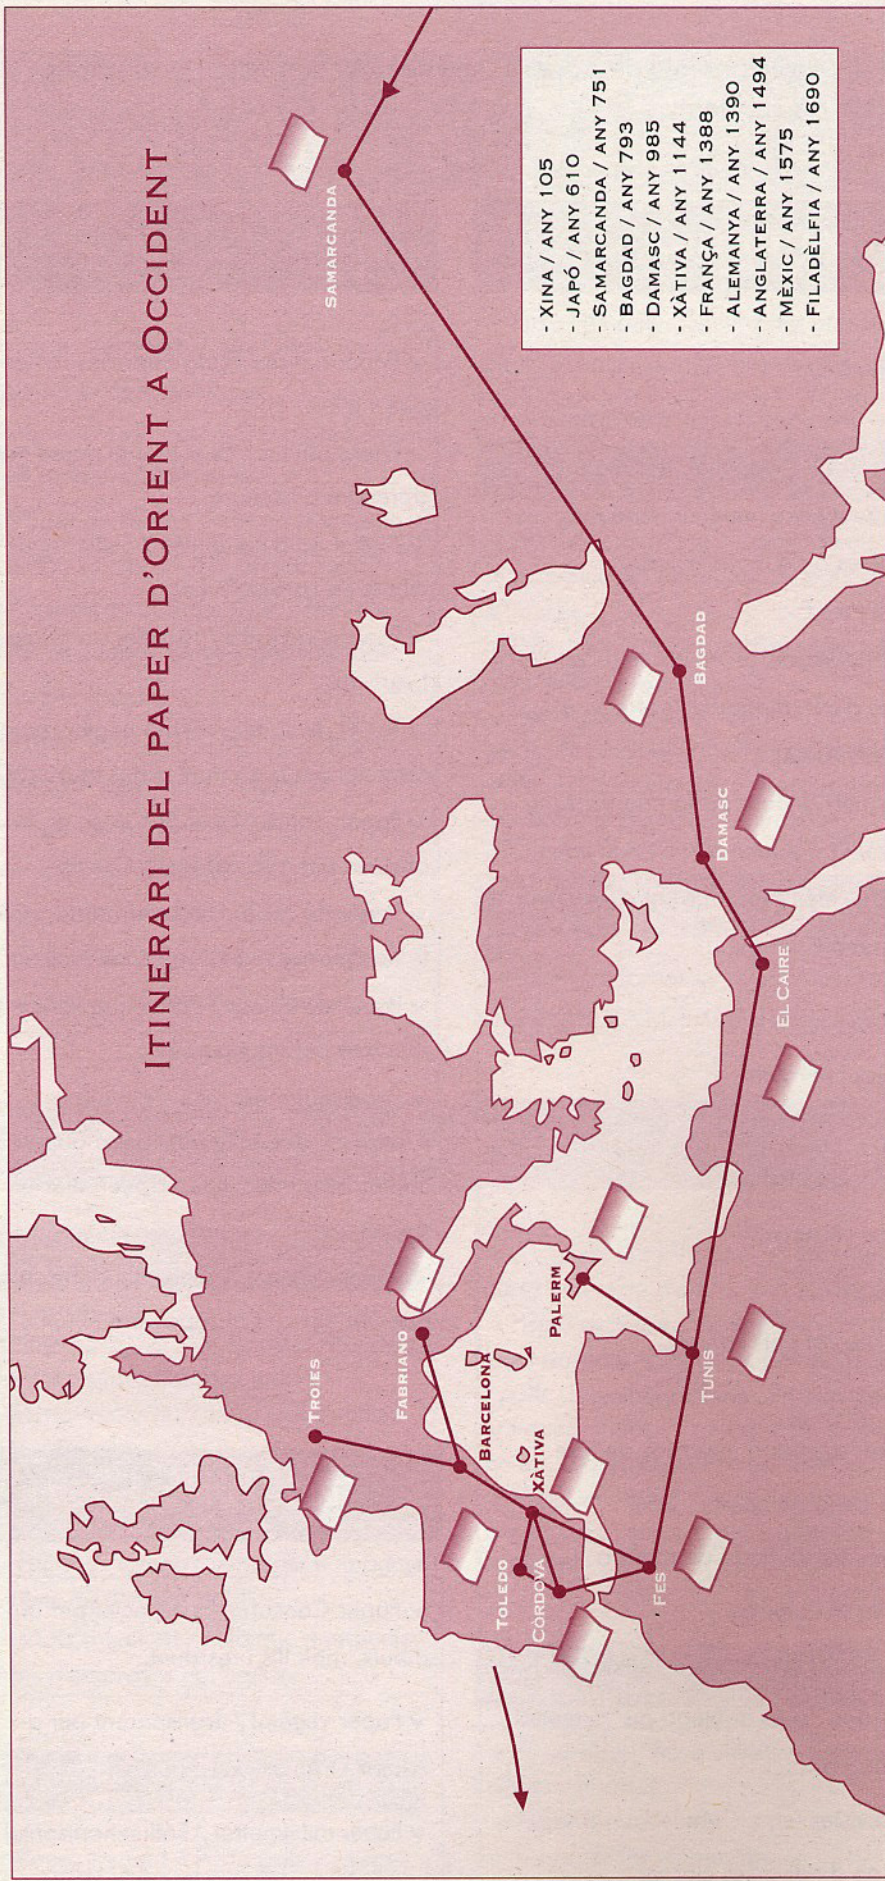 ITINERARI DEL PAPER D'ORIENT A OCCIDENT
SAMARCANDA
TROIES
FABRIANO
BARCELONA
PALERM
XÀTIVA
TOLEDO
CÒRDOVA
FES
TUNIS
EL CAIRE
DAMASC
BAGDAD
- XINA / ANY 105
- JAPÓ / ANY 610
- SAMARCANDA / ANY 751
- BAGDAD / ANY 793
- DAMASC / ANY 985
- XÀTIVA / ANY 1144
- FRANÇA / ANY 1388
- ALEMANYA / ANY 1390
- ANGLATERRA / ANY 1494
- MÈXIC / ANY 1575
- FILADÈLFIA / ANY 1690